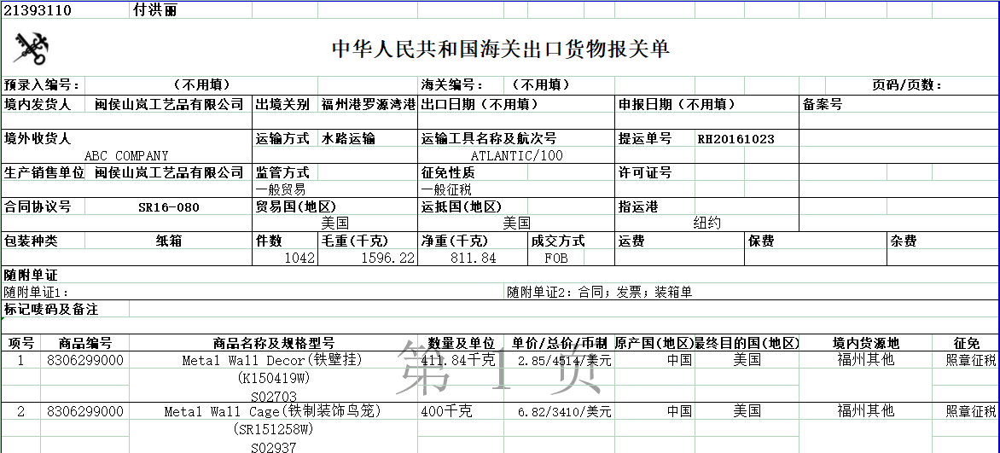 21393110 付洪丽
中华人民共和国海关出口货物报关单
预录入编号： （不用填） 海关编号： （不用填） 页码/页数：
境内发货人 闽侯山岚工艺品有限公司 出境关别 福州港罗源湾港 出口日期（不用填） 申报日期（不用填） 备案号
境外收货人 运输方式 水路运输 运输工具名称及航次号 提运单号 RH20161023
ABC COMPANY ATLANTIC/100
生产销售单位 闽侯山岚工艺品有限公司 监管方式 征免性质 许可证号
一般贸易 一般征税
合同协议号 SR16-080 贸易国(地区) 运抵国(地区) 指运港
美国 美国 纽约
包装种类 纸箱 件数 毛重(千克) 净重(千克) 成交方式 运费 保费 杂费
1042 1596.22 811.84 FOB
随附单证
随附单证1： 随附单证2：合同；发票；装箱单
标记唛码及备注
项号 商品编号 商品名称及规格型号 数量及单位 单价/总价/币制 原产国(地区) 最终目的国(地区) 境内货源地 征免
1 8306299000 Metal Wall Decor(铁壁挂) 411.84千克 2.85/4514/美元 中国 美国 福州其他 照章征税
(K150419W)
S02703
第 1 页
2 8306299000 Metal Wall Cage(铁制装饰鸟笼) 400千克 6.82/3410/美元 中国 美国 福州其他 照章征税
(SR151258W)
S02937